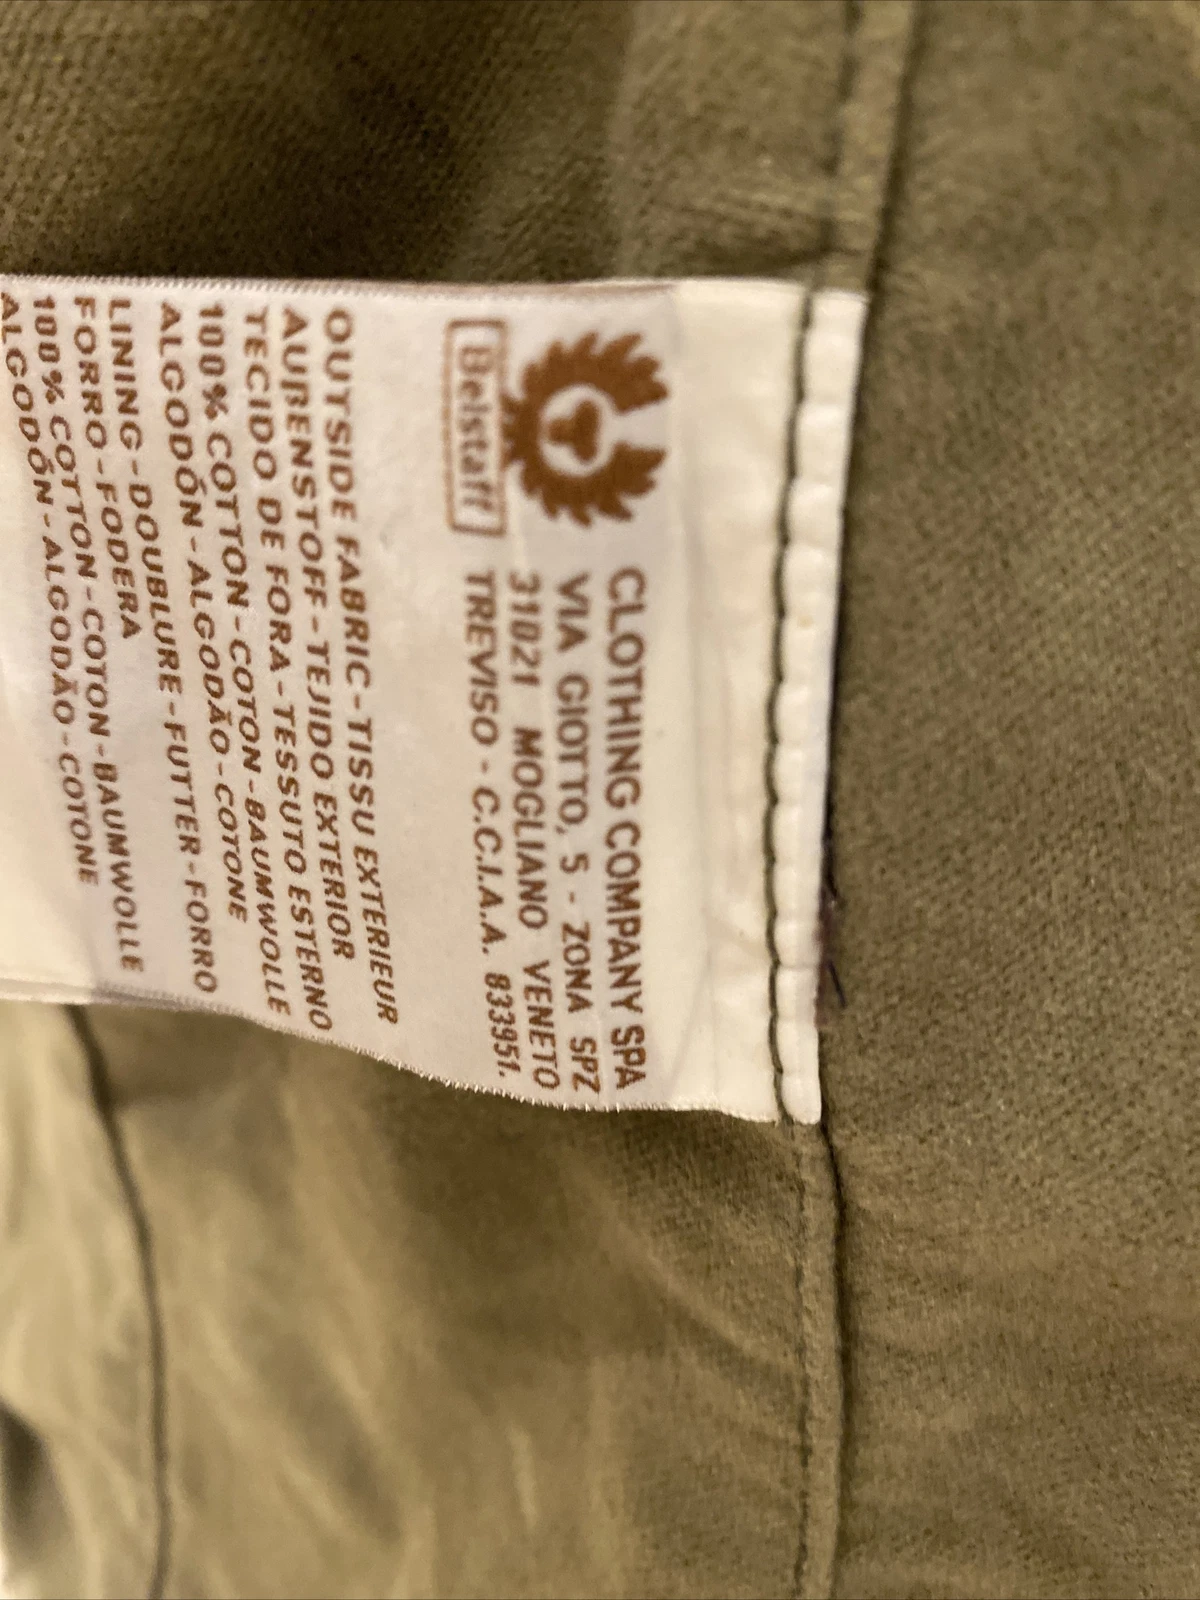 Belstaff
CLOTHING COMPANY SPA
VIA GIOTTO, 5 - ZONA SPZ
31021 MOGLIANO VENETO
TREVISO - C.C.I.A.A. 833951.
OUTSIDE FABRIC - TISSU EXTERIEUR
AUßENSTOFF - TEJIDO EXTERIOR
TECIDO DE FORA - TESSUTO ESTERNO
100% COTTON - COTON - BAUMWOLLE
ALGODÓN - ALGODÃO - COTONE
LINING - DOUBLURE - FUTTER - FORRO
FORRO - FODERA
100% COTTON - COTON - BAUMWOLLE
ALGODÓN - ALGODÃO - COTONE